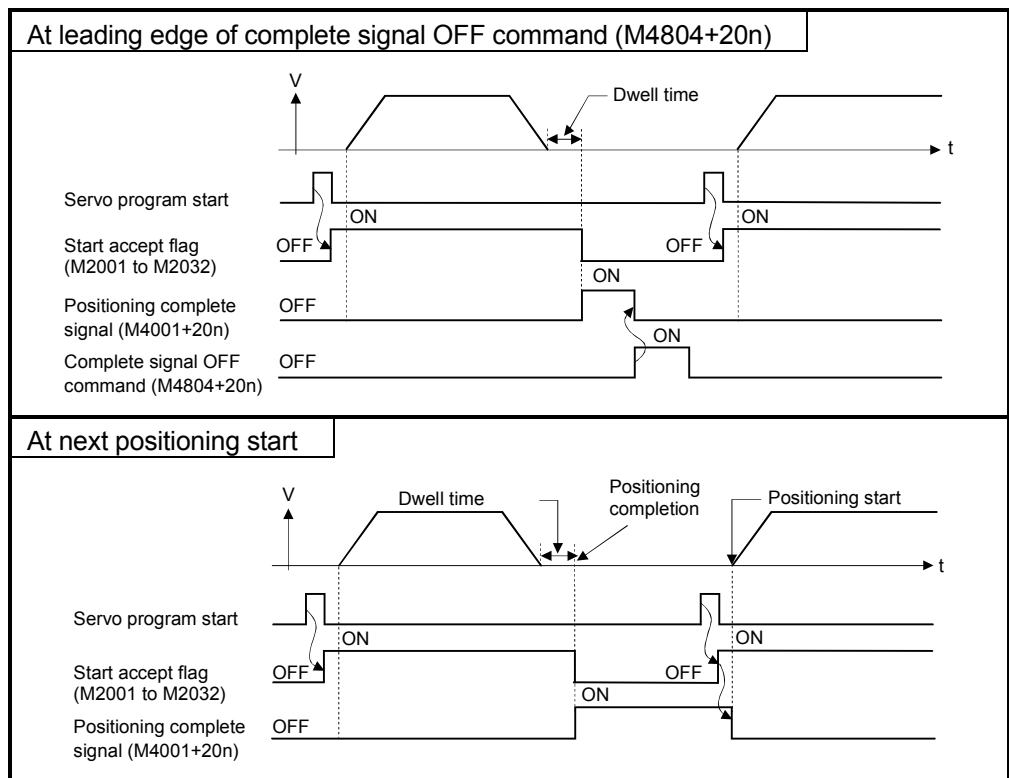 At leading edge of complete signal OFF command (M4804+20n)
V
Dwell time
t
Servo program start
ON
ON
Start accept flag
(M2001 to M2032)
OFF
OFF
ON
Positioning complete
signal (M4001+20n)
OFF
ON
Complete signal OFF
command (M4804+20n)
OFF
At next positioning start
V
Dwell time
Positioning
completion
Positioning start
t
Servo program start
ON
ON
Start accept flag
(M2001 to M2032)
OFF
OFF
ON
Positioning complete
signal (M4001+20n)
OFF